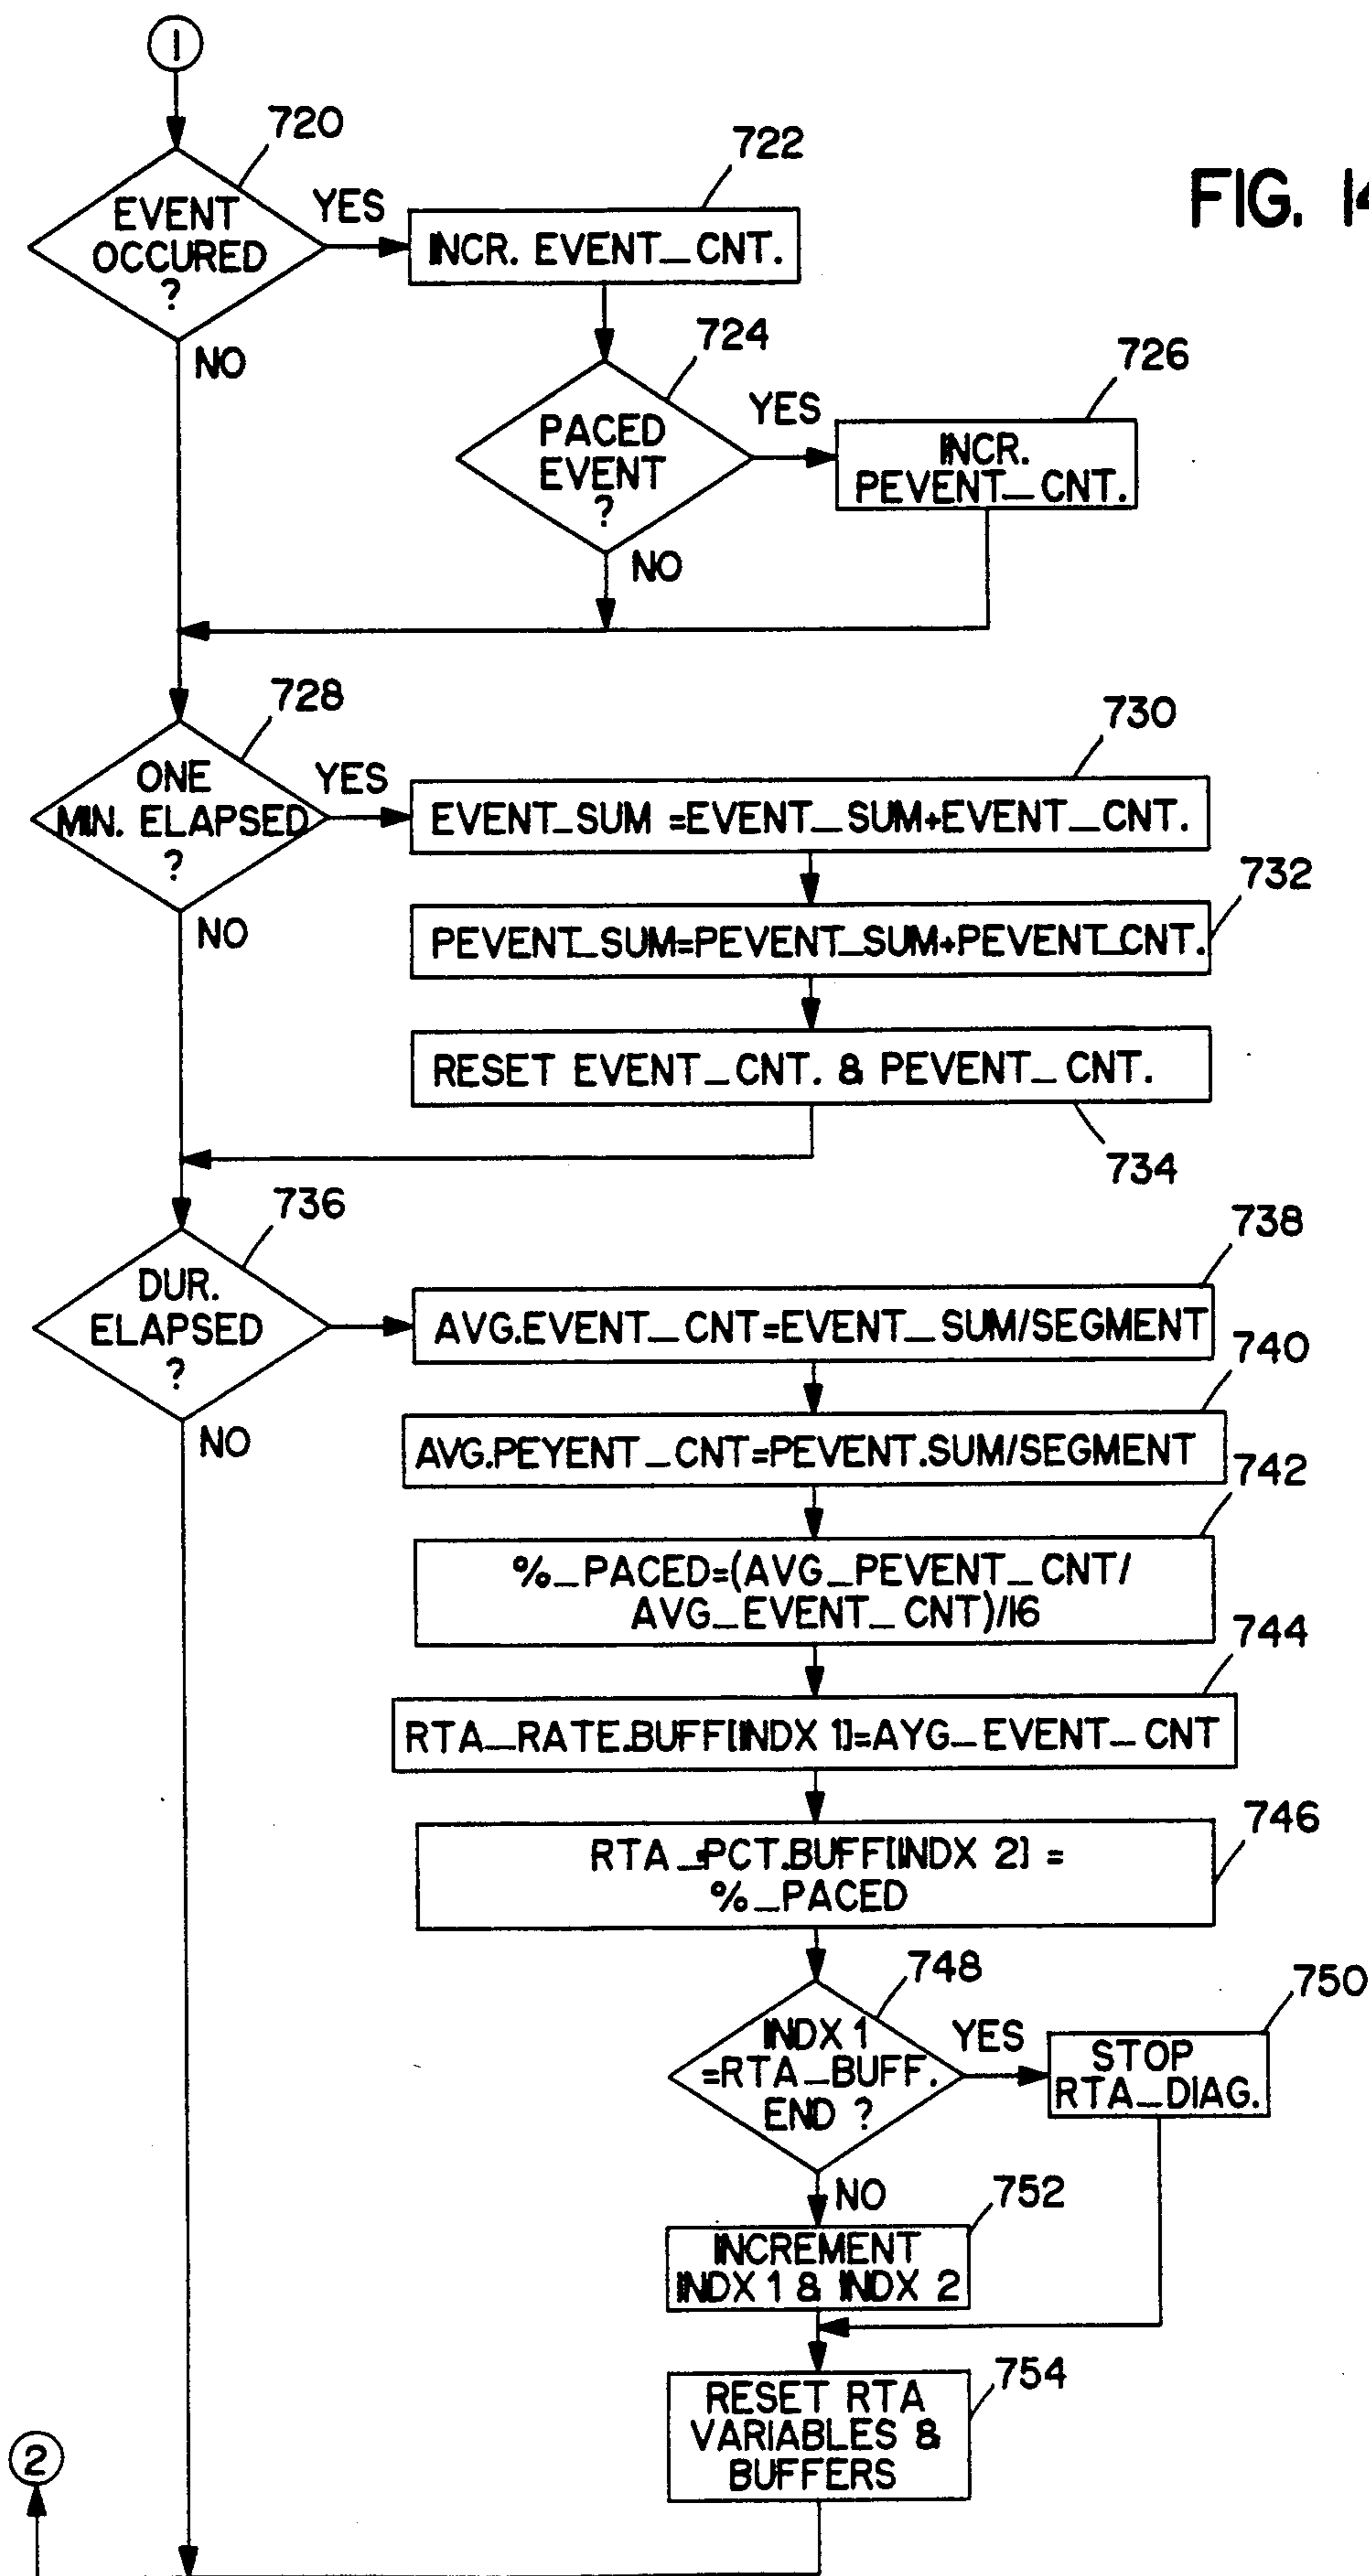 1
720
722
FIG. 14
EVENT
OCCURED
?
YES
INCR. EVENT_CNT.
NO
724
726
PACED
EVENT
?
YES
INCR.
PEVENT_CNT.
NO
728
730
ONE
MIN. ELAPSED
?
YES
EVENT_SUM =EVENT_SUM+EVENT_CNT.
732
NO
PEVENT_SUM=PEVENT_SUM+PEVENT_CNT.
RESET EVENT_CNT. & PEVENT_CNT.
734
736
738
DUR.
ELAPSED
?
AVG.EVENT_CNT=EVENT_SUM/SEGMENT
740
NO
AVG.PEYENT_CNT=PEVENT.SUM/SEGMENT
742
%_PACED=(AVG_PEVENT_CNT/
AVG_EVENT_CNT)/16
744
RTA_RATE.BUFF[INDX 1]=AYG_EVENT_CNT
746
RTA_PCT.BUFF[INDX 2] =
%_PACED
748
750
INDX 1
=RTA_BUFF.
END ?
YES
STOP
RTA_DIAG.
NO
752
INCREMENT
INDX 1 & INDX 2
754
RESET RTA
VARIABLES &
BUFFERS
2